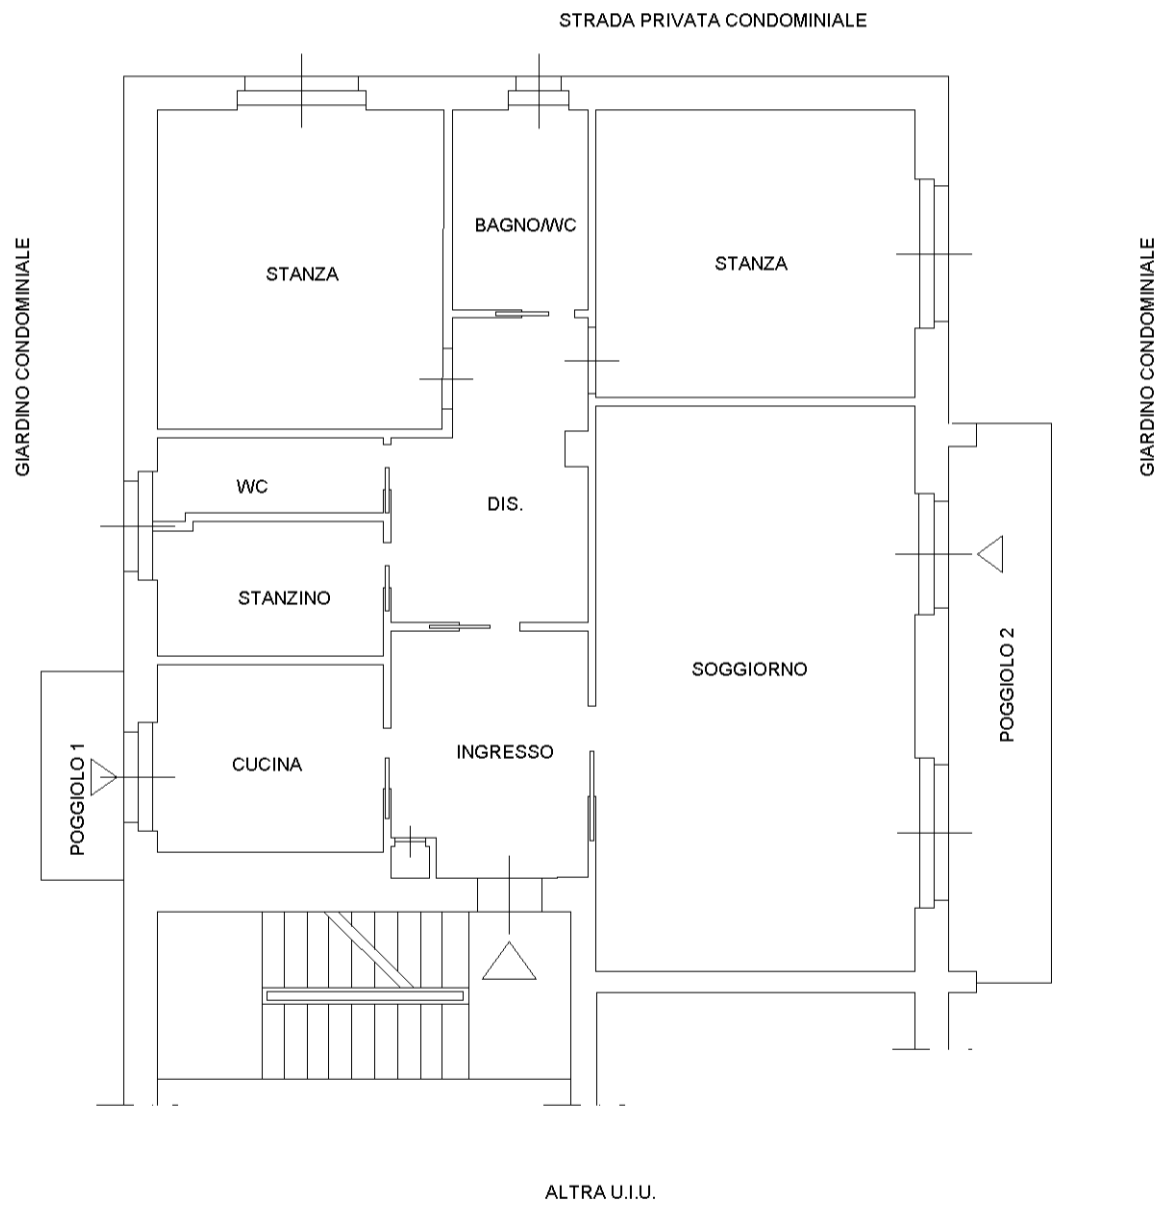 STRADA PRIVATA CONDOMINIALE
GIARDINO CONDOMINIALE
GIARDINO CONDOMINIALE
BAGNO/WC
STANZA
STANZA
WC
DIS.
STANZINO
SOGGIORNO
POGGIOLO 2
INGRESSO
CUCINA
POGGIOLO 1
ALTRA U.I.U.